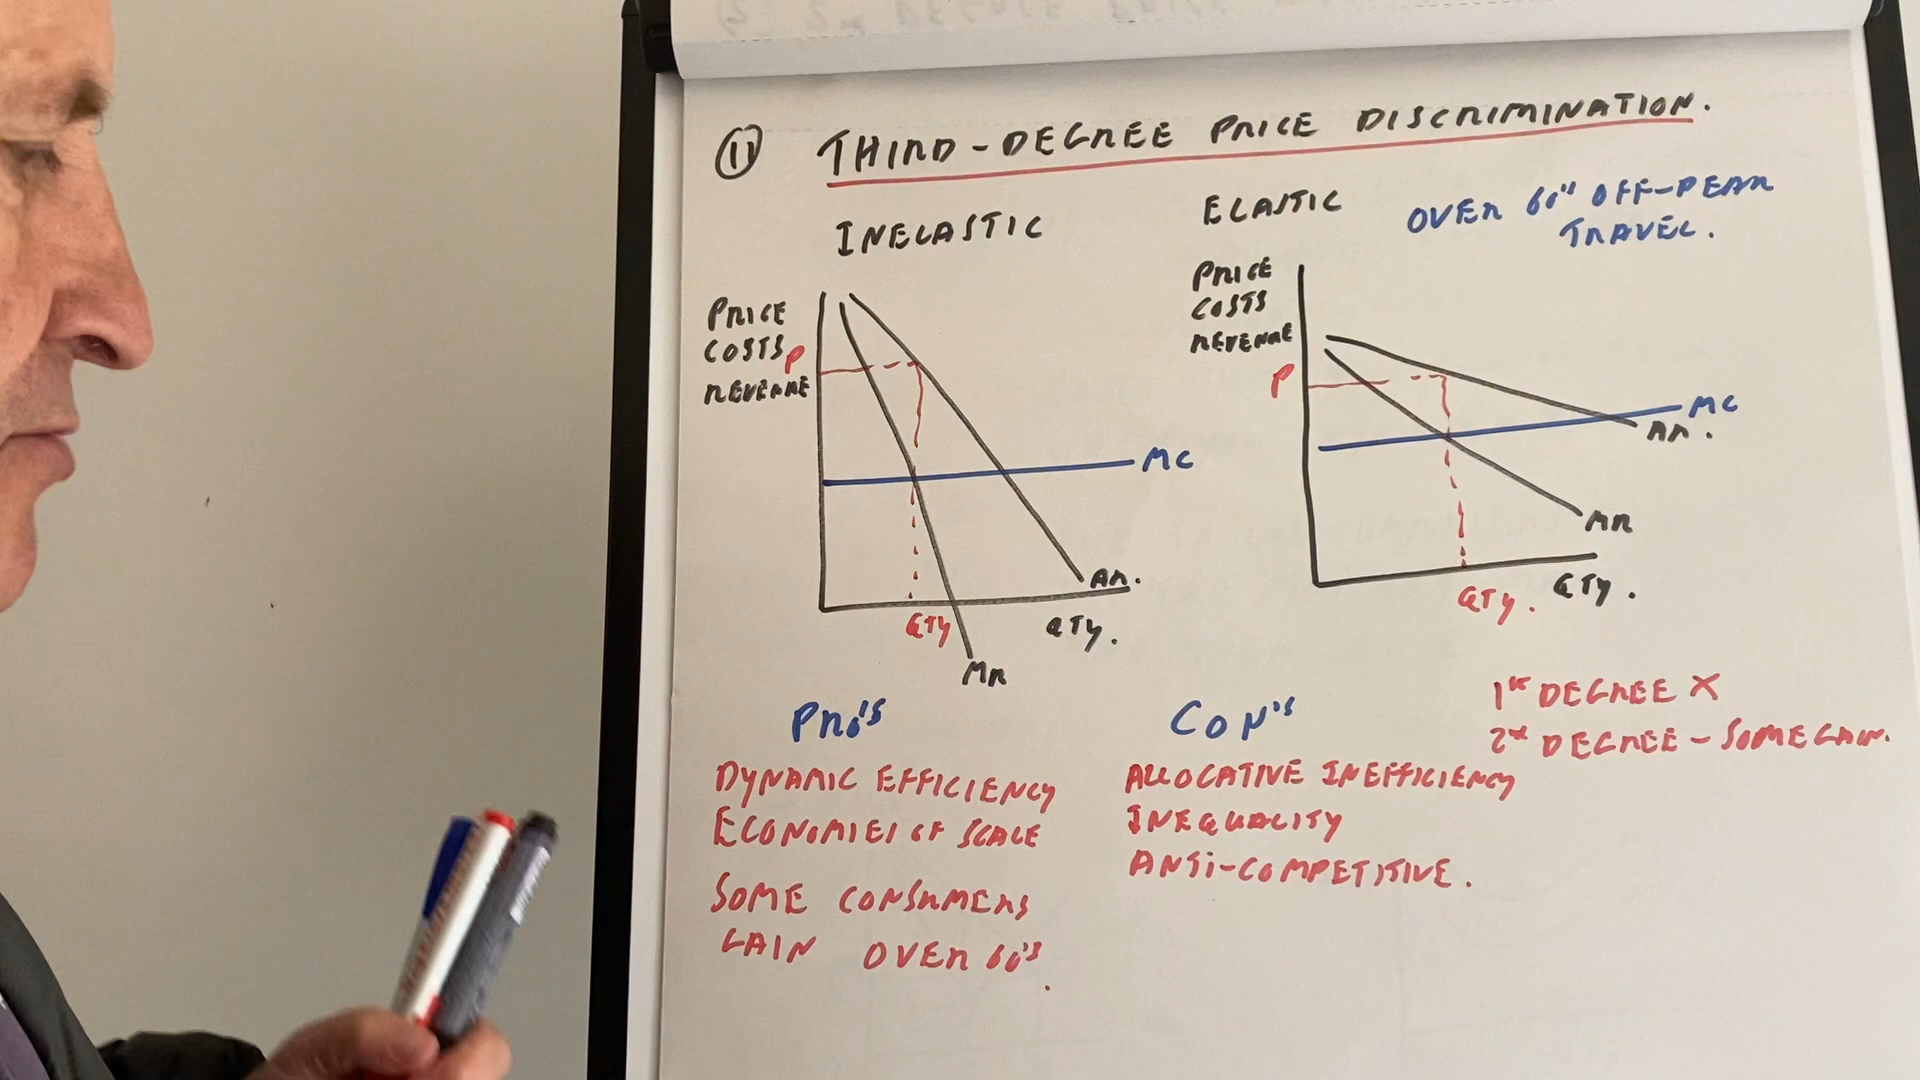 (1) THIRD-DEGREE PRICE DISCRIMINATION.
INELASTIC
ELASTIC
OVER 60'S OFF-PEAK
TRAVEL.
PRICE
COSTS
REVENUE
P
MC
AR.
QTY
QTY.
MR
PRICE
COSTS
REVENUE
P
MC
AR.
MR
QTY.
QTY.
PRO'S
DYNAMIC EFFICIENCY
ECONOMIES OF SCALE
SOME CONSUMERS
GAIN OVER 60'S.
CON'S
ALLOCATIVE INEFFICIENCY
INEQUALITY
ANTI-COMPETITIVE.
1st DEGREE X
2nd DEGREE - SOME GAIN.